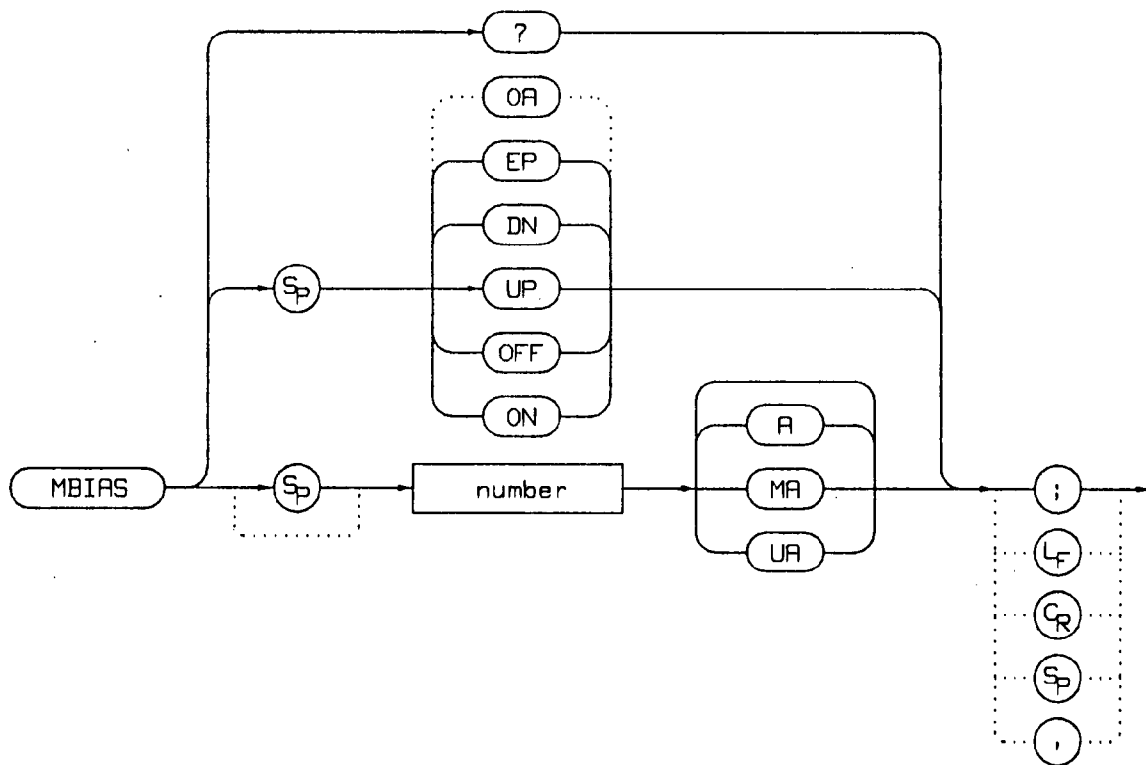 ?
OA
EP
DN
SP
UP
OFF
ON
A
MBIAS
SP
number
MA
;
UA
LF
CR
SP
,